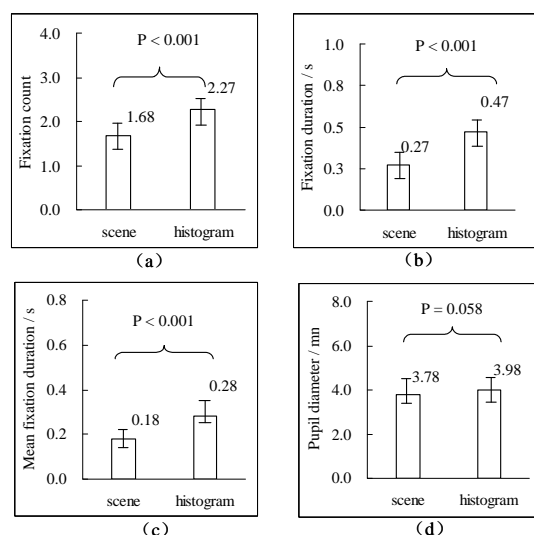 Fixation count
4.0
3.0
2.0
1.0
0.0
P < 0.001
1.68
2.27
scene histogram
(a)
Fixation duration / s
1.0
0.8
0.5
0.3
0.0
P < 0.001
0.27
0.47
scene histogram
(b)
Mean fixation duration / s
0.8
0.6
0.4
0.2
0.0
P < 0.001
0.18
0.28
scene histogram
(c)
Pupil diameter / mn
8.0
6.0
4.0
2.0
0.0
P = 0.058
3.78
3.98
scene histogram
(d)